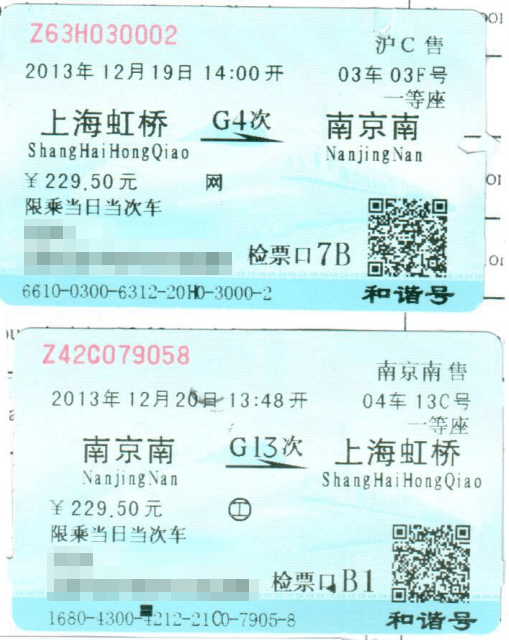 Z63H030002
沪C售
2013年12月19日14:00开
03车03F号
一等座
上海虹桥 G4次 南京南
ShangHaiHongQiao NanjingNan
￥229.50元 网
限乘当日当次车
检票口7B
6610-0300-6312-20H0-3000-2 和谐号
Z42C079058
南京南售
2013年12月20日13:48开
04车13C号
一等座
南京南 G13次 上海虹桥
NanjingNan ShangHaiHongQiao
￥229.50元 工
限乘当日当次车
检票口B1
1680-4300-4212-21C0-7905-8 和谐号